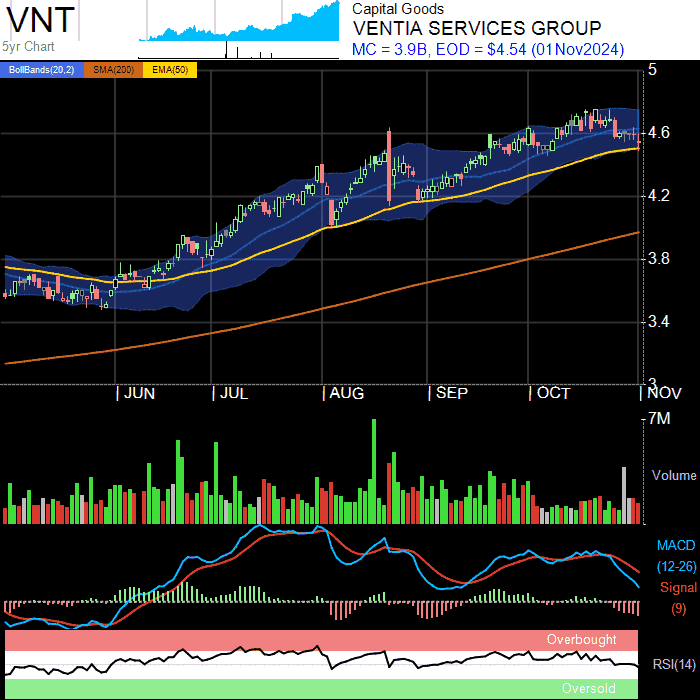 VNT
5yr Chart
Capital Goods
VENTIA SERVICES GROUP
MC = 3.9B, EOD = $4.54 (01Nov2024)
BollBands(20,2) SMA(200) EMA(50)
5
4.6
4.2
3.8
3.4
3
JUN JUL AUG SEP OCT NOV
7M
Volume
MACD
(12-26)
Signal
(9)
Overbought
RSI(14)
Oversold